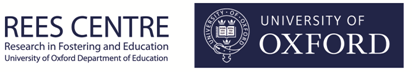 REES CENTRE
Research in Fostering and Education
University of Oxford Department of Education
UNIVERSITY OF
OXFORD